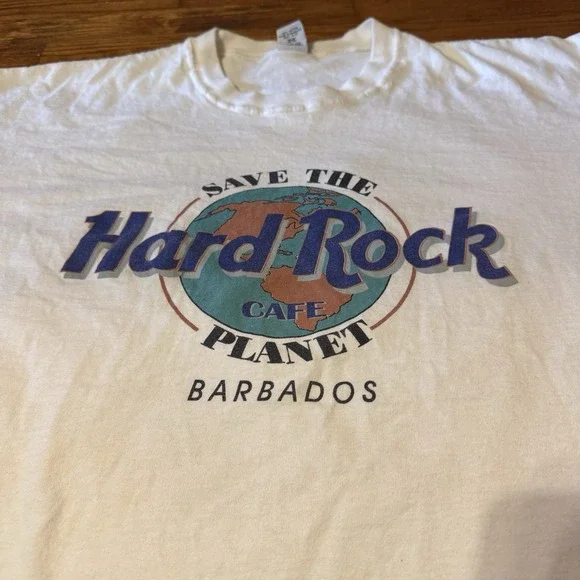 SAVE THE
Hard Rock
CAFE
PLANET
BARBADOS